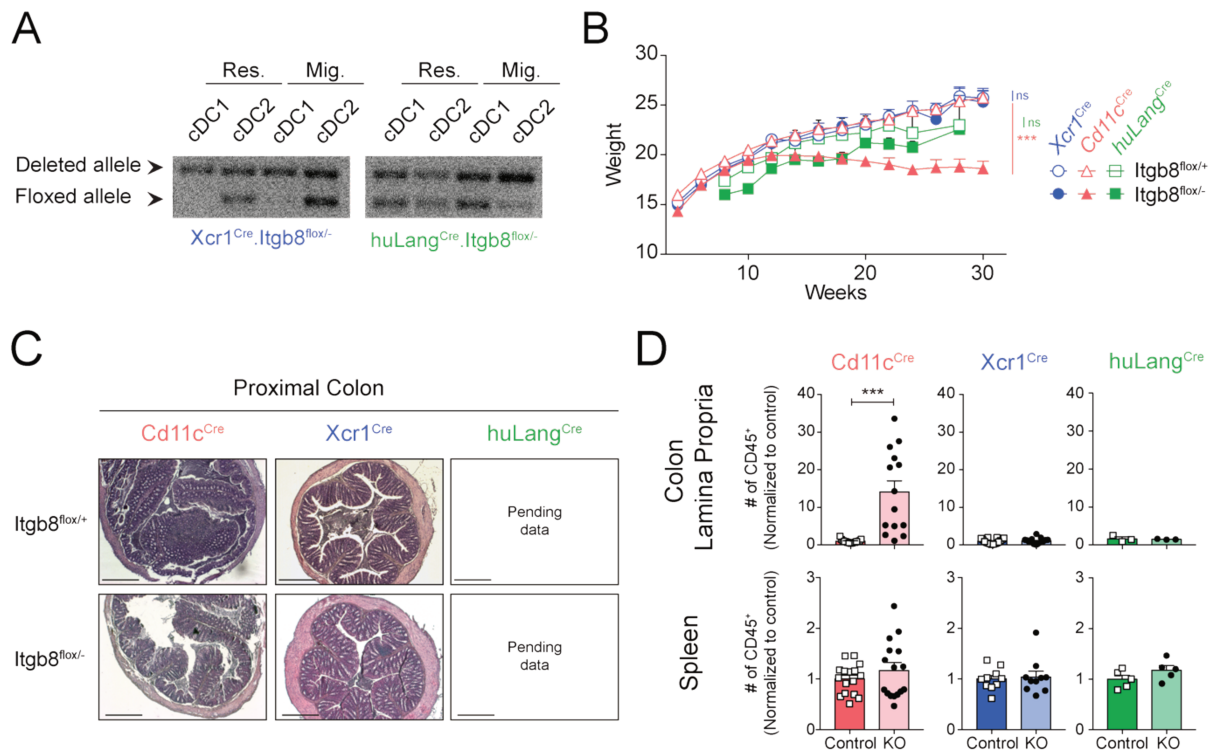 A
Res. Mig. Res. Mig.
cDC1 cDC2 cDC1 cDC2 cDC1 cDC2 cDC1 cDC2
Deleted allele
Floxed allele
Xcr1Cre.Itgb8flox/-
huLangCre.Itgb8flox/-
B
Weight
30
25
20
15
10
10 20 30
Weeks
ns
ns
***
Xcr1Cre Cd11cCre huLangCre
Itgb8flox/+
Itgb8flox/-
C
Proximal Colon
Cd11cCre Xcr1Cre huLangCre
Itgb8flox/+
Pending
data
Itgb8flox/-
Pending
data
D
Cd11cCre Xcr1Cre huLangCre
Colon
Lamina Propria
# of CD45+
(Normalized to control)
40 40 40
30 30 30
20 20 20
10 10 10
0 0 0
***
Spleen
# of CD45+
(Normalized to control)
3 3 3
2 2 2
1 1 1
0 0 0
Control KO Control KO Control KO